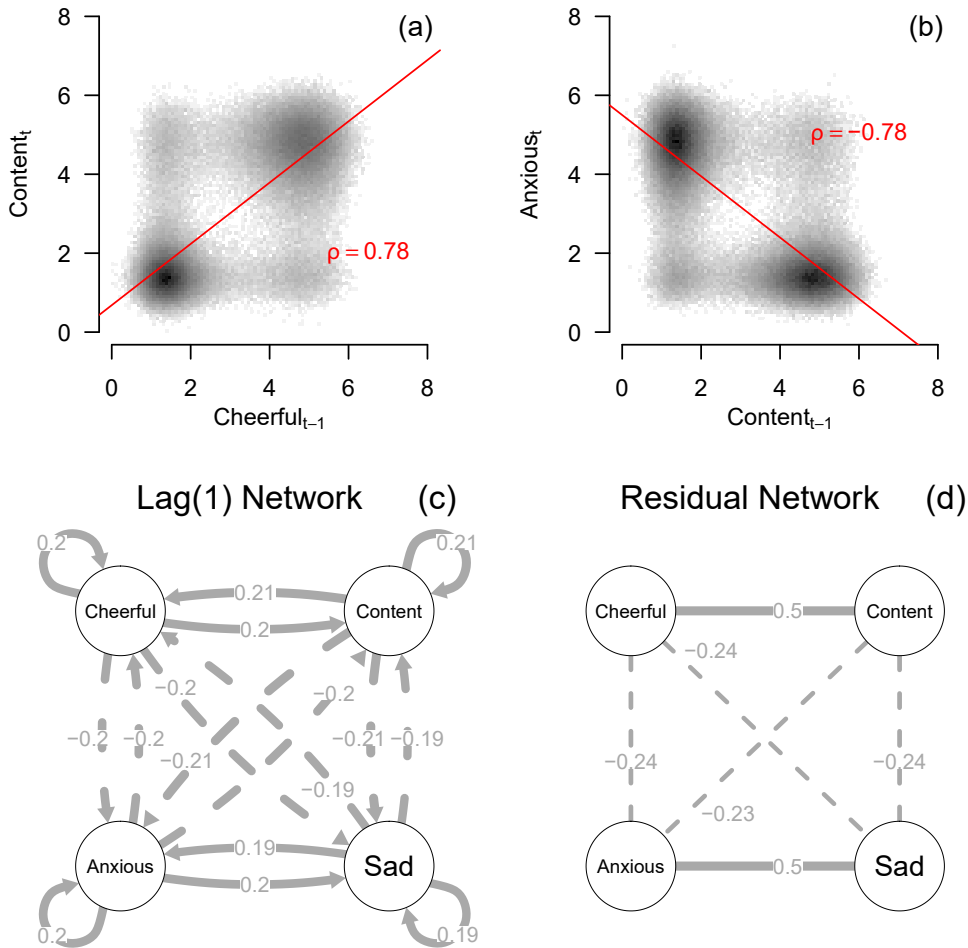 (a)
8
6
4
2
0
Content t
ρ = 0.78
0 2 4 6 8
Cheerful t−1
(b)
8
6
4
2
0
Anxious t
ρ = −0.78
0 2 4 6 8
Content t−1
Lag(1) Network (c)
0.2
0.21
Cheerful
0.21
Content
0.2
−0.2
−0.2
−0.2
−0.2
−0.21
−0.19
−0.21
−0.19
Anxious
0.19
Sad
0.2
0.2
0.19
Residual Network (d)
Cheerful
0.5
Content
−0.24
−0.24
−0.24
−0.23
Anxious
0.5
Sad